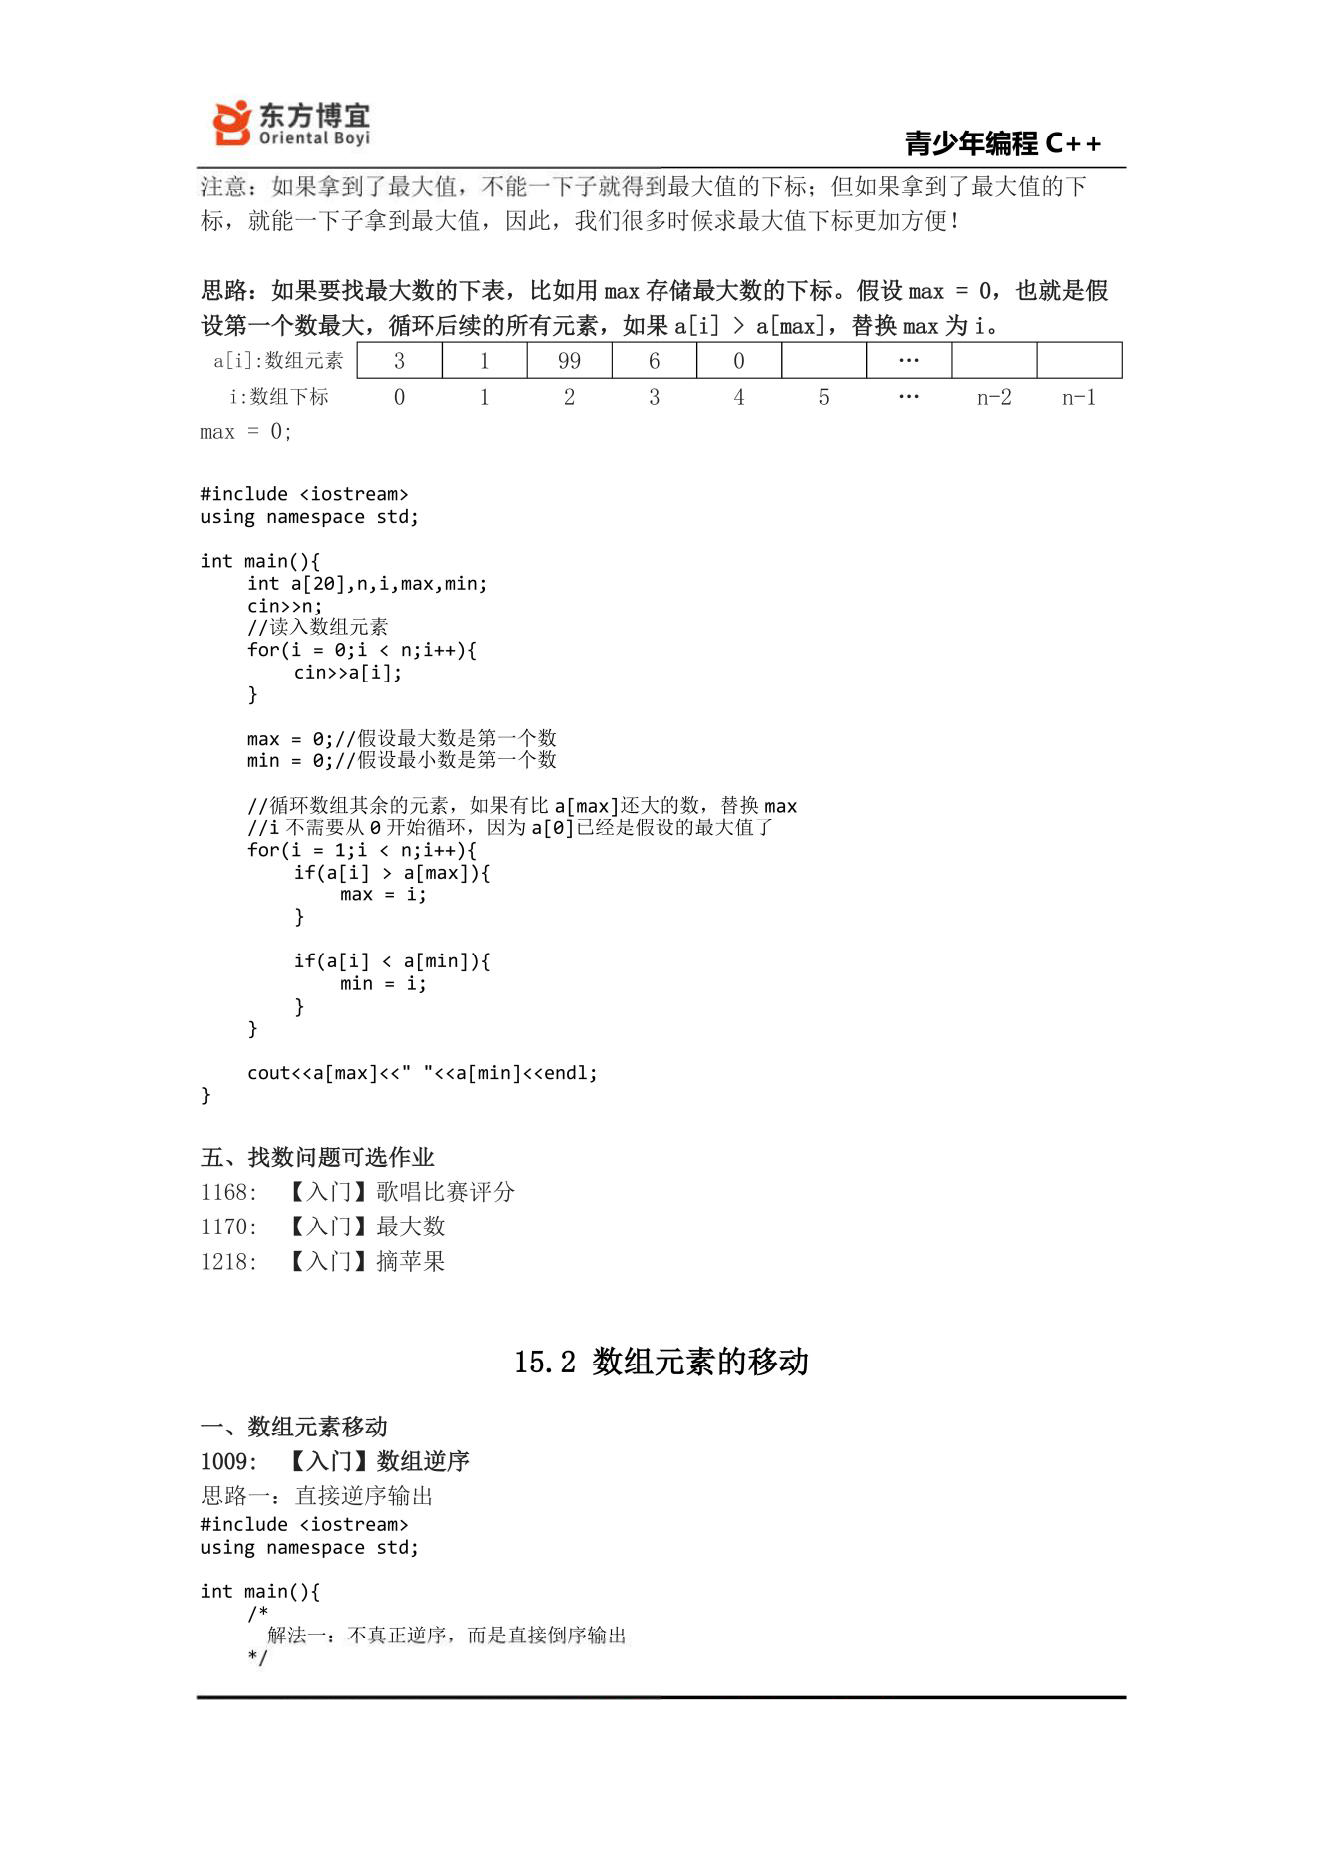 东方博宜
Oriental Boyi
青少年编程 C++
注意：如果拿到了最大值，不能一下子就得到最大值的下标；但如果拿到了最大值的下
标，就能一下子拿到最大值，因此，我们很多时候求最大值下标更加方便！
思路：如果要找最大数的下表，比如用 max 存储最大数的下标。假设 max = 0，也就是假
设第一个数最大，循环后续的所有元素，如果 a[i] > a[max]，替换 max 为 i。
a[i]:数组元素 3 1 99 6 0 …
i:数组下标 0 1 2 3 4 5 … n-2 n-1
max = 0;
#include <iostream>
using namespace std;
int main(){
int a[20],n,i,max,min;
cin>>n;
//读入数组元素
for(i = 0;i < n;i++){
cin>>a[i];
}
max = 0;//假设最大数是第一个数
min = 0;//假设最小数是第一个数
//循环数组其余的元素，如果有比 a[max]还大的数，替换 max
//i 不需要从 0 开始循环，因为 a[0]已经是假设的最大值了
for(i = 1;i < n;i++){
if(a[i] > a[max]){
max = i;
}
if(a[i] < a[min]){
min = i;
}
}
cout<<a[max]<<" "<<a[min]<<endl;
}
五、找数问题可选作业
1168: 【入门】歌唱比赛评分
1170: 【入门】最大数
1218: 【入门】摘苹果
15.2 数组元素的移动
一、数组元素移动
1009: 【入门】数组逆序
思路一：直接逆序输出
#include <iostream>
using namespace std;
int main(){
/*
解法一：不真正逆序，而是直接倒序输出
*/